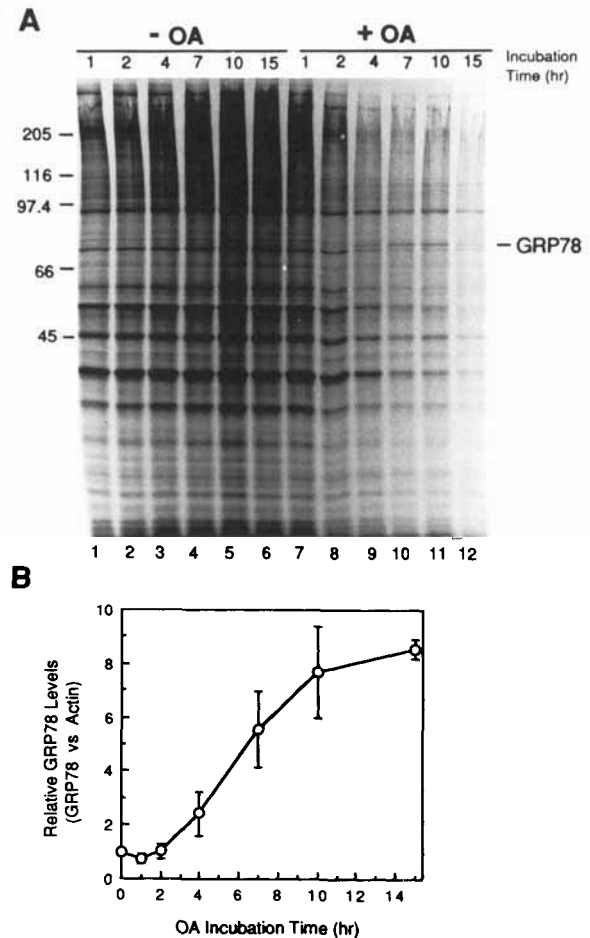 A
- OA + OA
1 2 4 7 10 15 1 2 4 7 10 15 Incubation
Time (hr)
205
116
97.4
GRP78
66
45
1 2 3 4 5 6 7 8 9 10 11 12
B
10
8
6
4
2
0
0 2 4 6 8 10 12 14
Relative GRP78 Levels
(GRP78 vs Actin)
OA Incubation Time (hr)